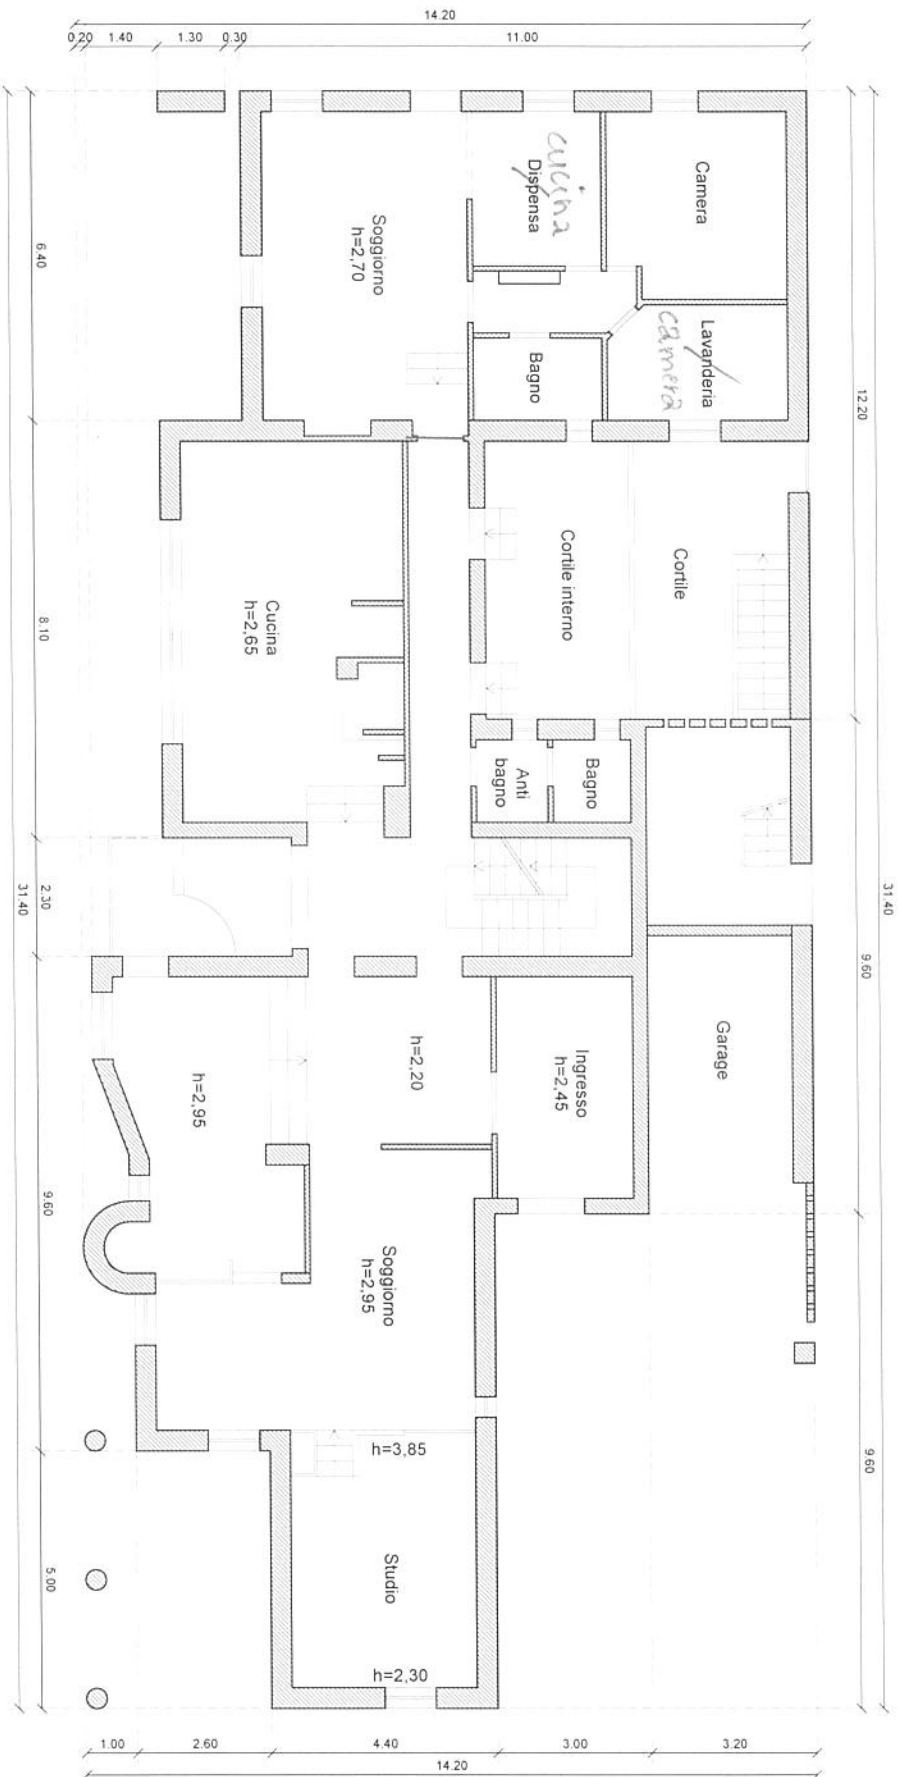 14.20
0.20 1.40 1.30 0.30 11.00
Camera
cucina
Dispensa
Soggiorno
h=2,70
Lavanderia
camera
Bagno
6.40
12.20
31.40
31.40
Cortile
Cortile interno
Cucina
h=2,65
8.10
Bagno
Anti
bagno
2.30
9.60
Garage
Ingresso
h=2,45
h=2,20
h=2,95
9.60
Soggiorno
h=2,95
h=3,85
9.60
Studio
5.00
h=2,30
1.00 2.60 4.40 3.00 3.20
14.20